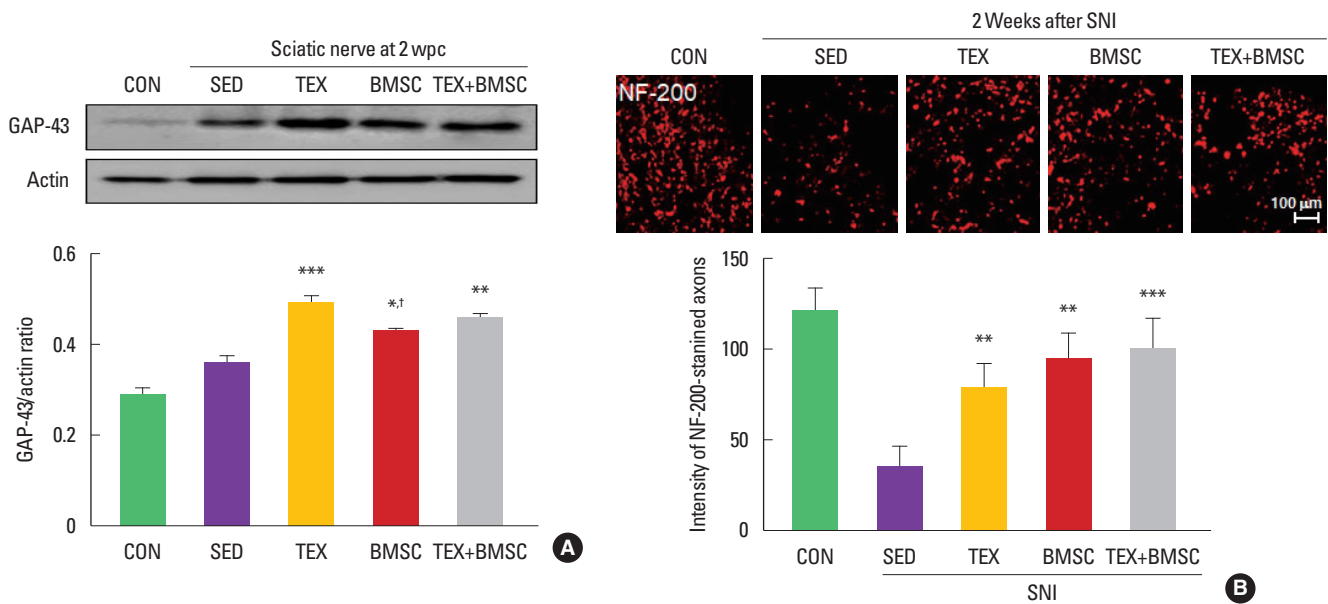 Sciatic nerve at 2 wpc
CON SED TEX BMSC TEX+BMSC
GAP-43
Actin
0.6
0.4
0.2
0
GAP-43/actin ratio
***
*,†
**
CON SED TEX BMSC TEX+BMSC
A
2 Weeks after SNI
CON SED TEX BMSC TEX+BMSC
NF-200
100 µm
150
100
50
0
Intensity of NF-200-stanined axons
**
**
***
CON SED TEX BMSC TEX+BMSC
SNI
B